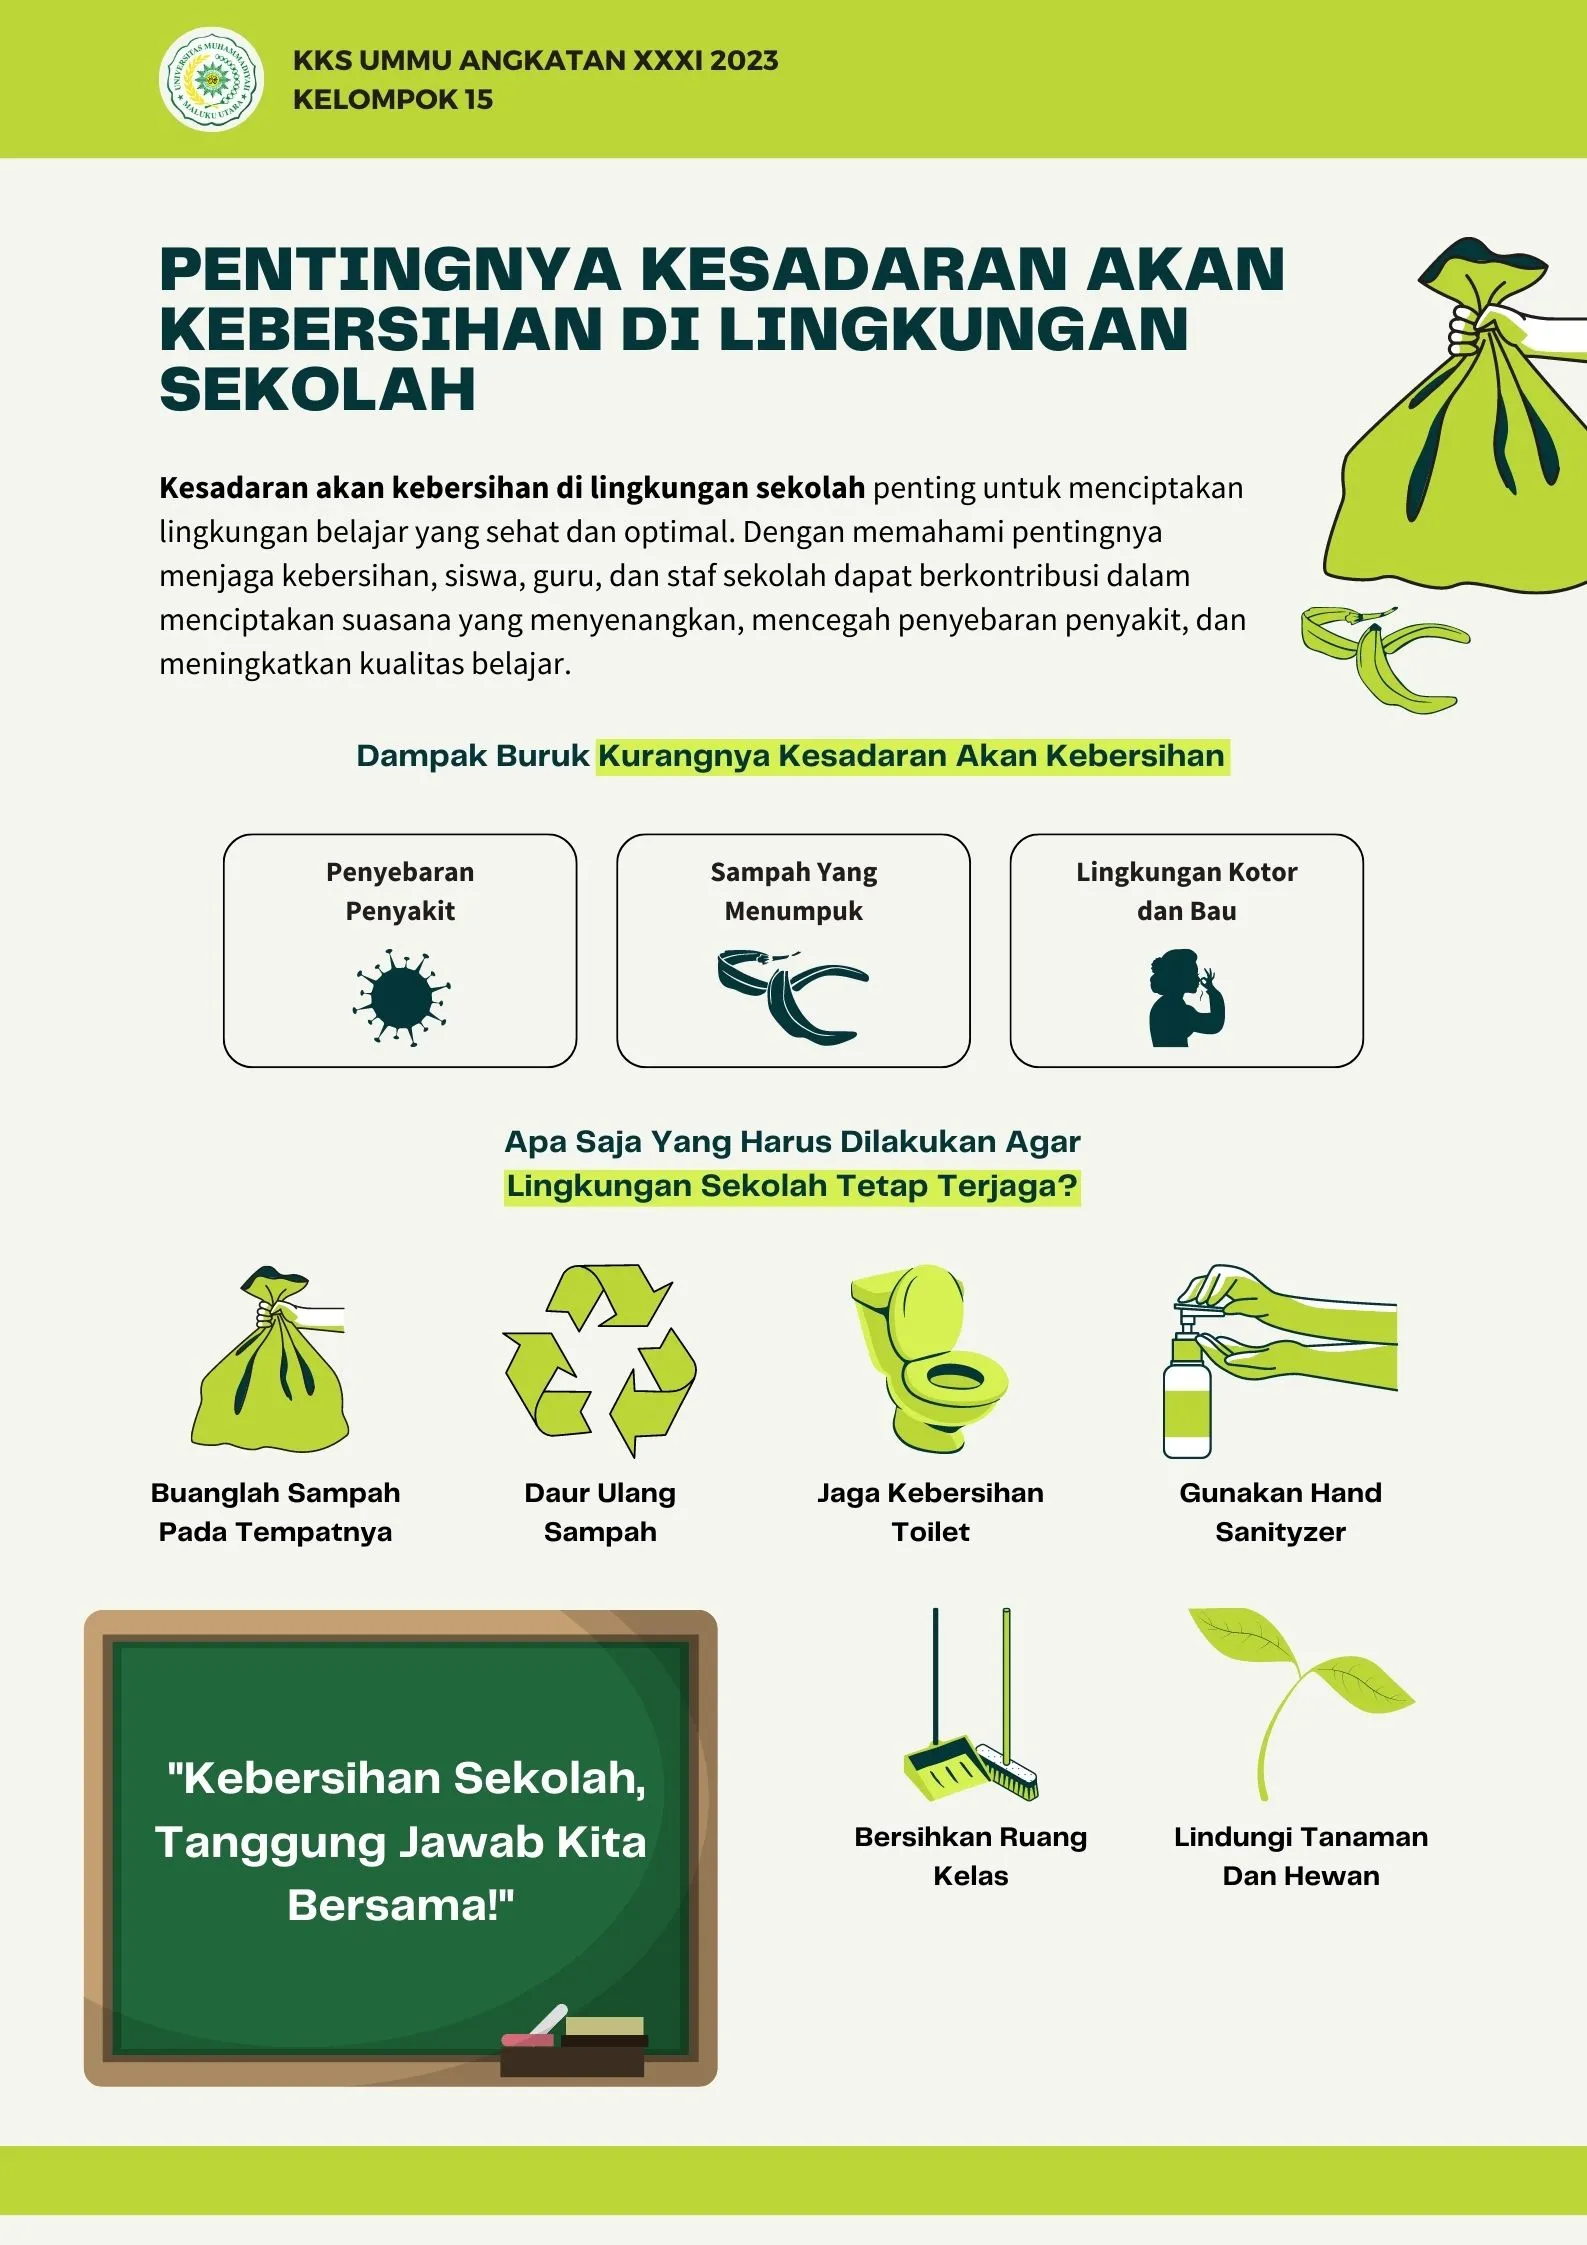 UNIVERSITAS MUHAMMADIYAH
MALUKU UTARA
KKS UMMU ANGKATAN XXXI 2023
KELOMPOK 15
PENTINGNYA KESADARAN AKAN
KEBERSIHAN DI LINGKUNGAN
SEKOLAH
Kesadaran akan kebersihan di lingkungan sekolah penting untuk menciptakan
lingkungan belajar yang sehat dan optimal. Dengan memahami pentingnya
menjaga kebersihan, siswa, guru, dan staf sekolah dapat berkontribusi dalam
menciptakan suasana yang menyenangkan, mencegah penyebaran penyakit, dan
meningkatkan kualitas belajar.
Dampak Buruk Kurangnya Kesadaran Akan Kebersihan
Penyebaran
Penyakit
Sampah Yang
Menumpuk
Lingkungan Kotor
dan Bau
Apa Saja Yang Harus Dilakukan Agar
Lingkungan Sekolah Tetap Terjaga?
Buanglah Sampah
Pada Tempatnya
Daur Ulang
Sampah
Jaga Kebersihan
Toilet
Gunakan Hand
Sanityzer
"Kebersihan Sekolah,
Tanggung Jawab Kita
Bersama!"
Bersihkan Ruang
Kelas
Lindungi Tanaman
Dan Hewan